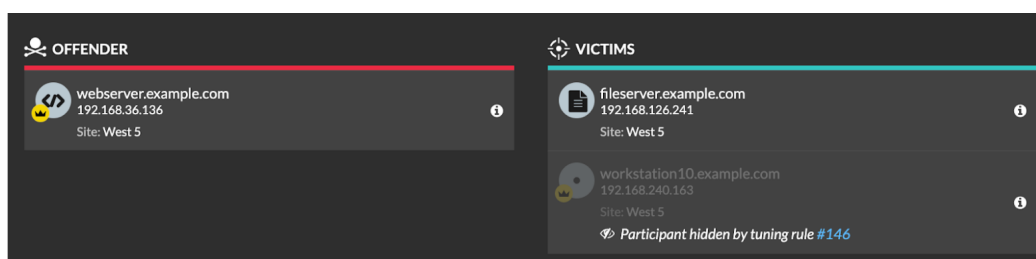 OFFENDER
webserver.example.com
192.168.36.136
Site: West 5
VICTIMS
fileserver.example.com
192.168.126.241
Site: West 5
workstation10.example.com
192.168.240.163
Site: West 5
Participant hidden by tuning rule #146